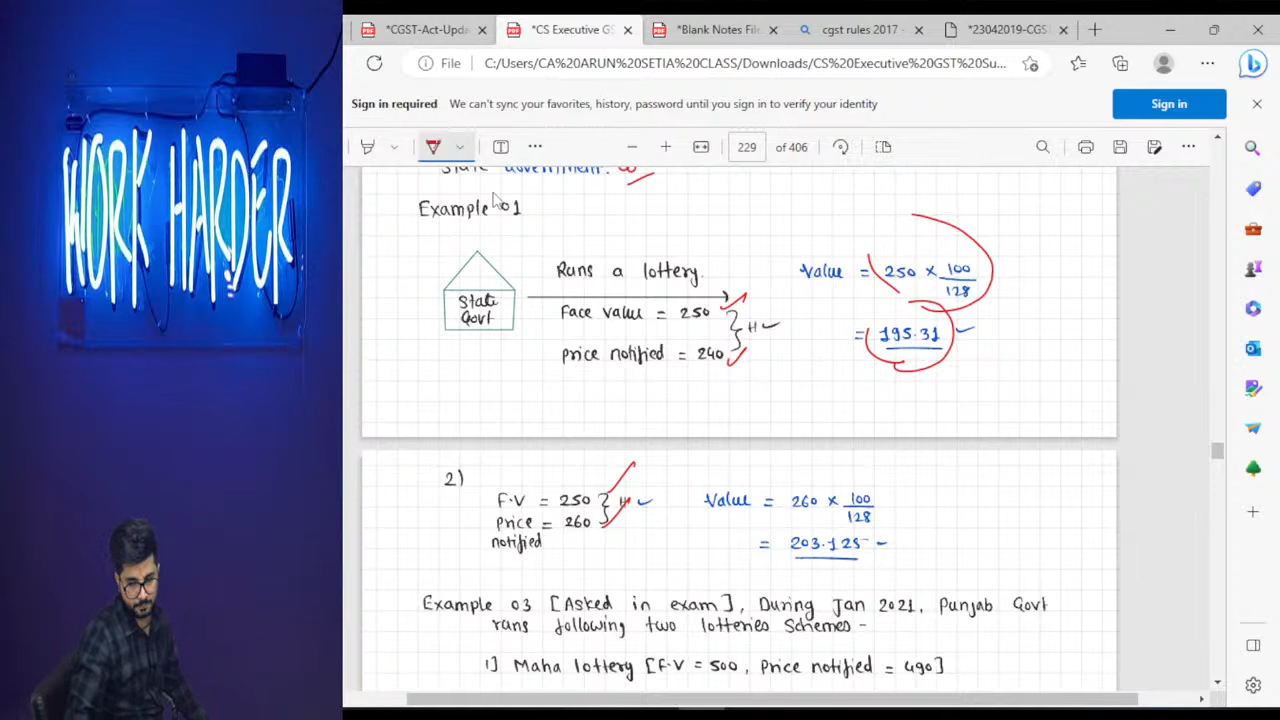 WORK HARDER
*CGST-Act-Upda
*CS Executive GS
*Blank Notes File
cgst rules 2017 -
*23042019-CGS
File
C:/Users/CA%20ARUN%20SETIA%20CLASS/Downloads/CS%20Executive%20GST%20Su...
Sign in required
We can't sync your favorites, history, password until you sign in to verify your identity
Sign in
229 of 406
State Government.
Example 01
State Govt
Runs a lottery.
Face value = 250
Price notified = 240
H
Value = 250 × 100/128
= 195.31
2)
F.V = 250
Price = 260
notified
H
Value = 260 × 100/128
= 203.125
Example 03 [Asked in exam], During Jan 2021, Punjab Govt
runs following two lotteries Schemes -
1] Maha lottery [F.V = 500, Price notified = 490]